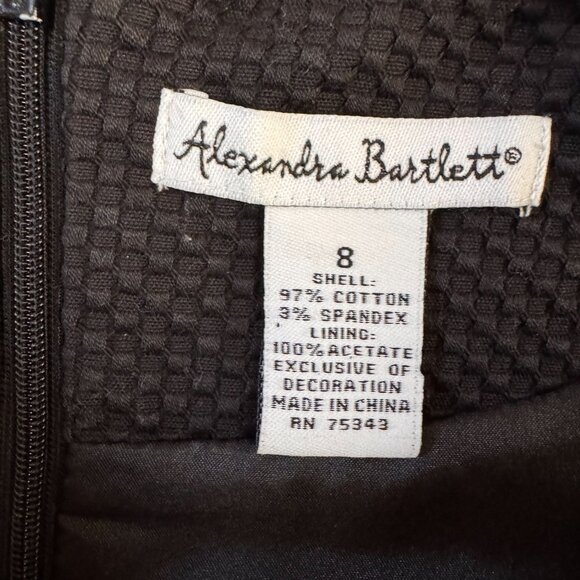 Alexandra Bartlett®
8
SHELL:
97% COTTON
3% SPANDEX
LINING:
100% ACETATE
EXCLUSIVE OF
DECORATION
MADE IN CHINA
RN 75343